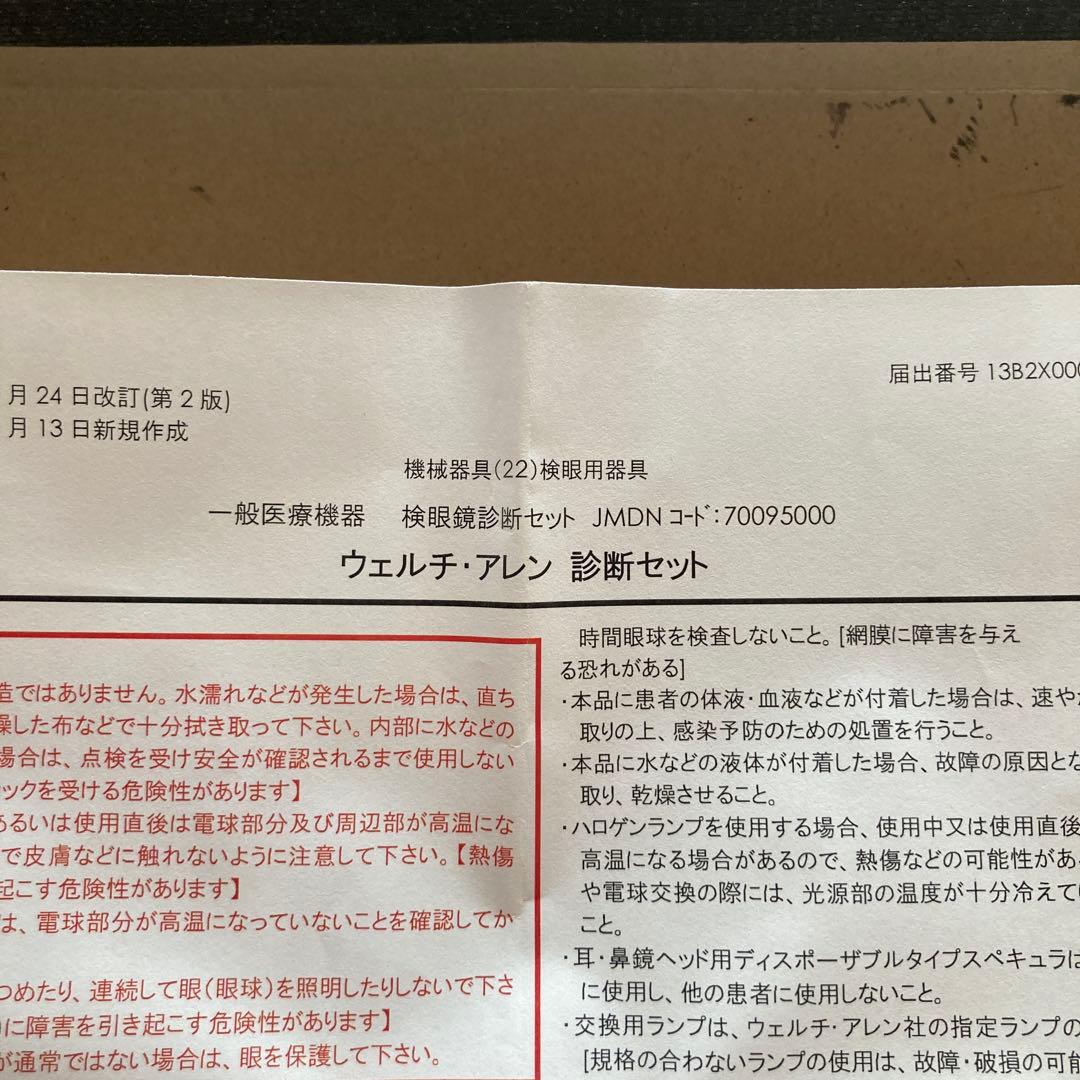 月 24 日改訂(第 2 版)
月 13 日新規作成
届出番号 13B2X000
機械器具(22)検眼用器具
一般医療機器 検眼鏡診断セット JMDN コード:70095000
ウェルチ・アレン 診断セット
造ではありません。水濡れなどが発生した場合は、直ち
燥した布などで十分拭き取って下さい。内部に水などの
場合は、点検を受け安全が確認されるまで使用しない
ックを受ける危険性があります】
あるいは使用直後は電球部分及び周辺部が高温にな
で皮膚などに触れないように注意して下さい。【熱傷
起こす危険性があります】
は、電球部分が高温になっていないことを確認してか
つめたり、連続して眼(眼球)を照明したりしないで下さ
に障害を引き起こす危険性があります】
が通常ではない場合は、眼を保護して下さい。
時間眼球を検査しないこと。[網膜に障害を与え
る恐れがある]
・本品に患者の体液・血液などが付着した場合は、速や
取りの上、感染予防のための処置を行うこと。
・本品に水などの液体が付着した場合、故障の原因とな
取り、乾燥させること。
・ハロゲンランプを使用する場合、使用中又は使用直後
高温になる場合があるので、熱傷などの可能性があ
や電球交換の際には、光源部の温度が十分冷えてい
こと。
・耳・鼻鏡ヘッド用ディスポーザブルタイプスペキュラは
に使用し、他の患者に使用しないこと。
・交換用ランプは、ウェルチ・アレン社の指定ランプの
[規格の合わないランプの使用は、故障・破損の可能